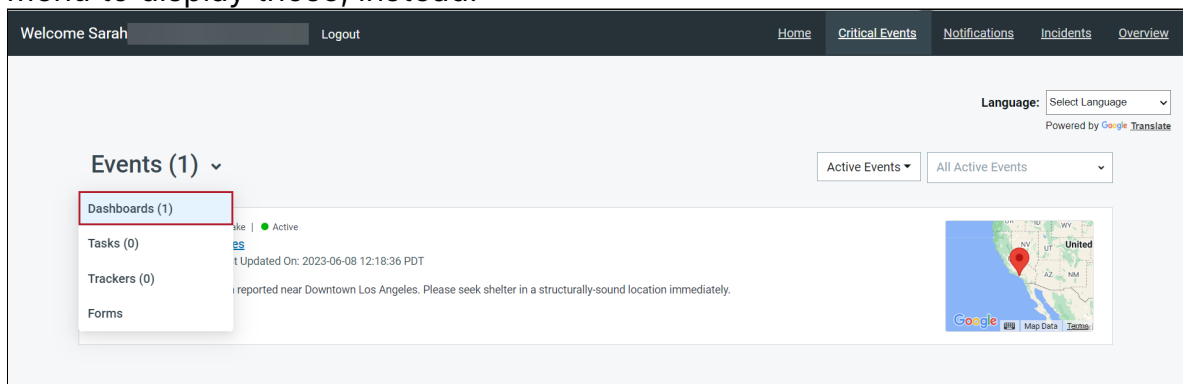 menu to display those, instead.
Welcome Sarah Logout Home Critical Events Notifications Incidents Overview
Language: Select Language
Powered by Google Translate
Events (1) Active Events All Active Events
Dashboards (1)
ake | Active
Tasks (0) es
t Updated On: 2023-06-08 12:18:36 PDT
Trackers (0)
reported near Downtown Los Angeles. Please seek shelter in a structurally-sound location immediately.
Forms
OR ID WY
NV UT United
AZ NM
Google Map Data Terms